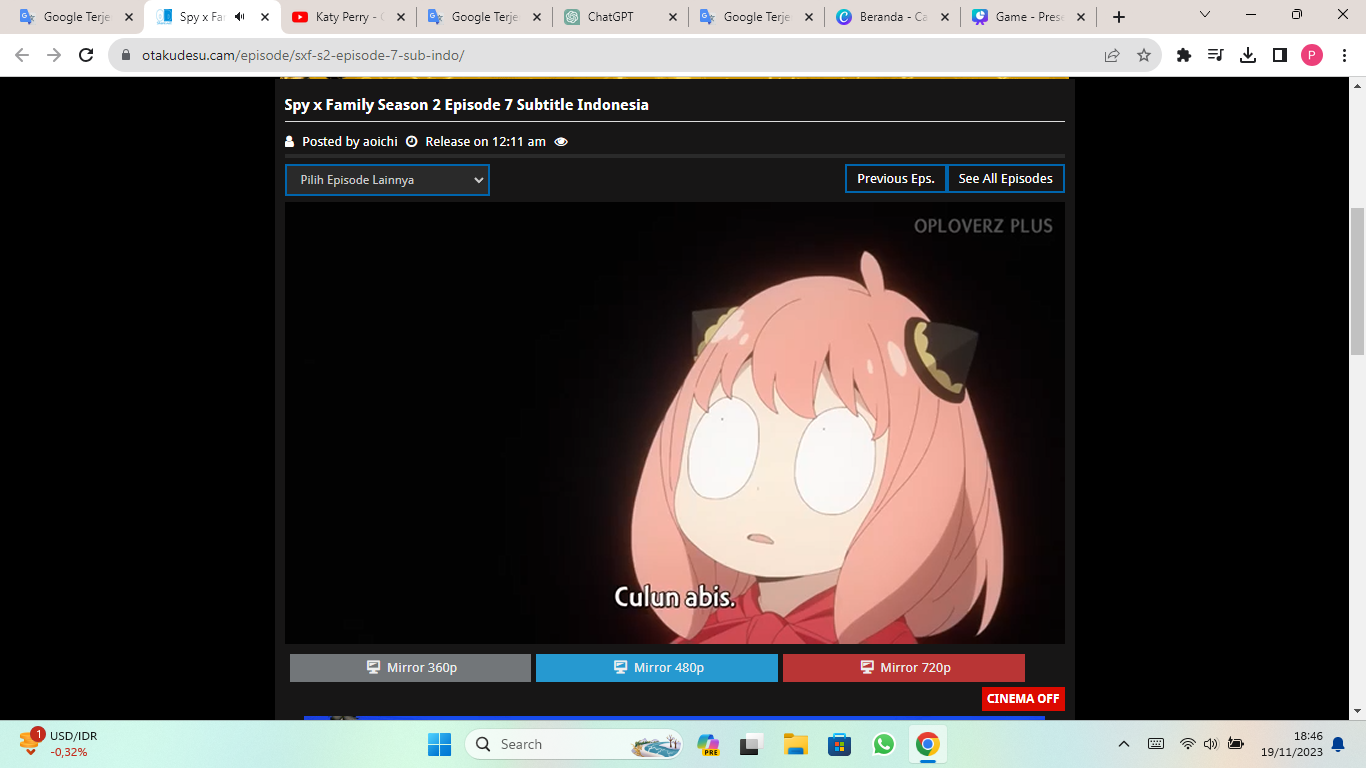 Google Terje
Spy x Fa
Katy Perry -
Google Terje
ChatGPT
Google Terje
Beranda - Ca
Game - Pres
otakudesu.cam/episode/sxf-s2-episode-7-sub-indo/
P
Spy x Family Season 2 Episode 7 Subtitle Indonesia
Posted by aoichi Release on 12:11 am
Pilih Episode Lainnya
Previous Eps. See All Episodes
OPLOVERZ PLUS
Culun abis.
Mirror 360p Mirror 480p Mirror 720p
CINEMA OFF
1
USD/IDR
-0,32%
Search
PRE
18:46
19/11/2023